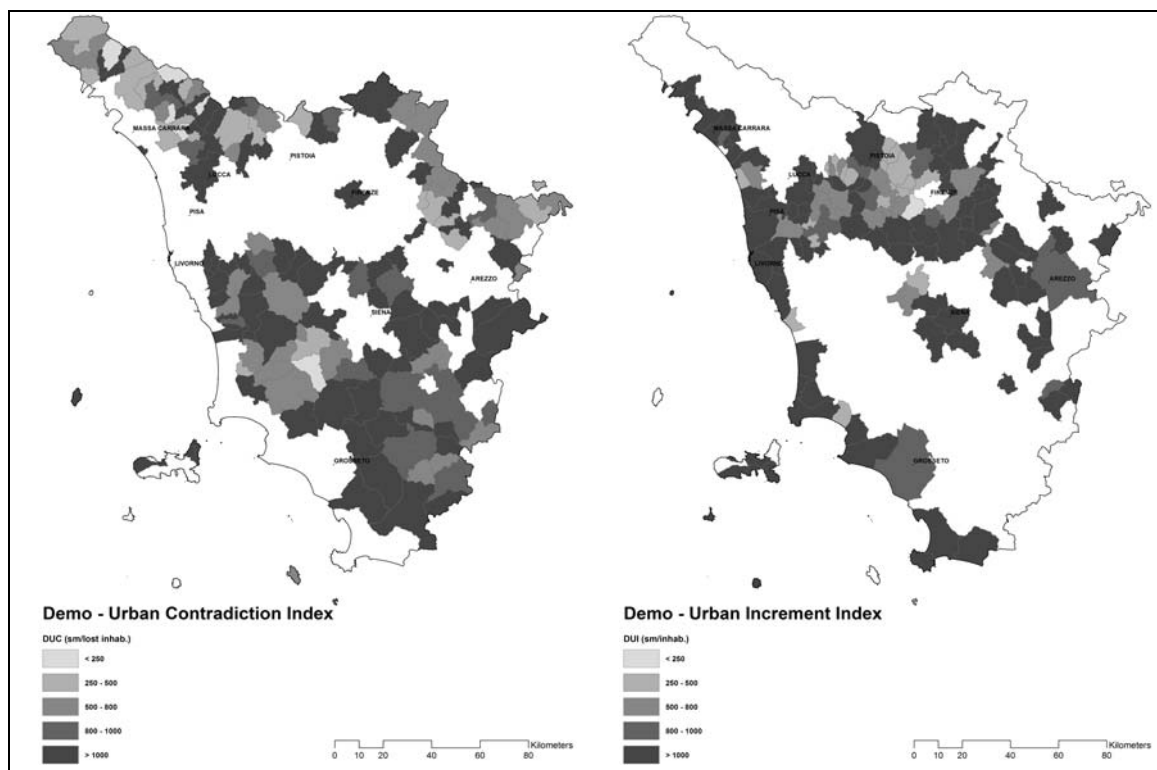 MASSA CARRARA
PISTOIA
LUCCA
FIRENZE
PISA
LIVORNO
AREZZO
SIENA
GROSSETO
Demo - Urban Contradiction Index
DUC (sm/lost inhab.)
< 250
250 - 500
500 - 800
800 - 1000
> 1000
Kilometers
0 10 20 40 60 80
MASSA CARRARA
PISTOIA
LUCCA
FIRENZE
PISA
LIVORNO
AREZZO
SIENA
GROSSETO
Demo - Urban Increment Index
DUI (sm/inhab.)
< 250
250 - 500
500 - 800
800 - 1000
> 1000
Kilometers
0 10 20 40 60 80